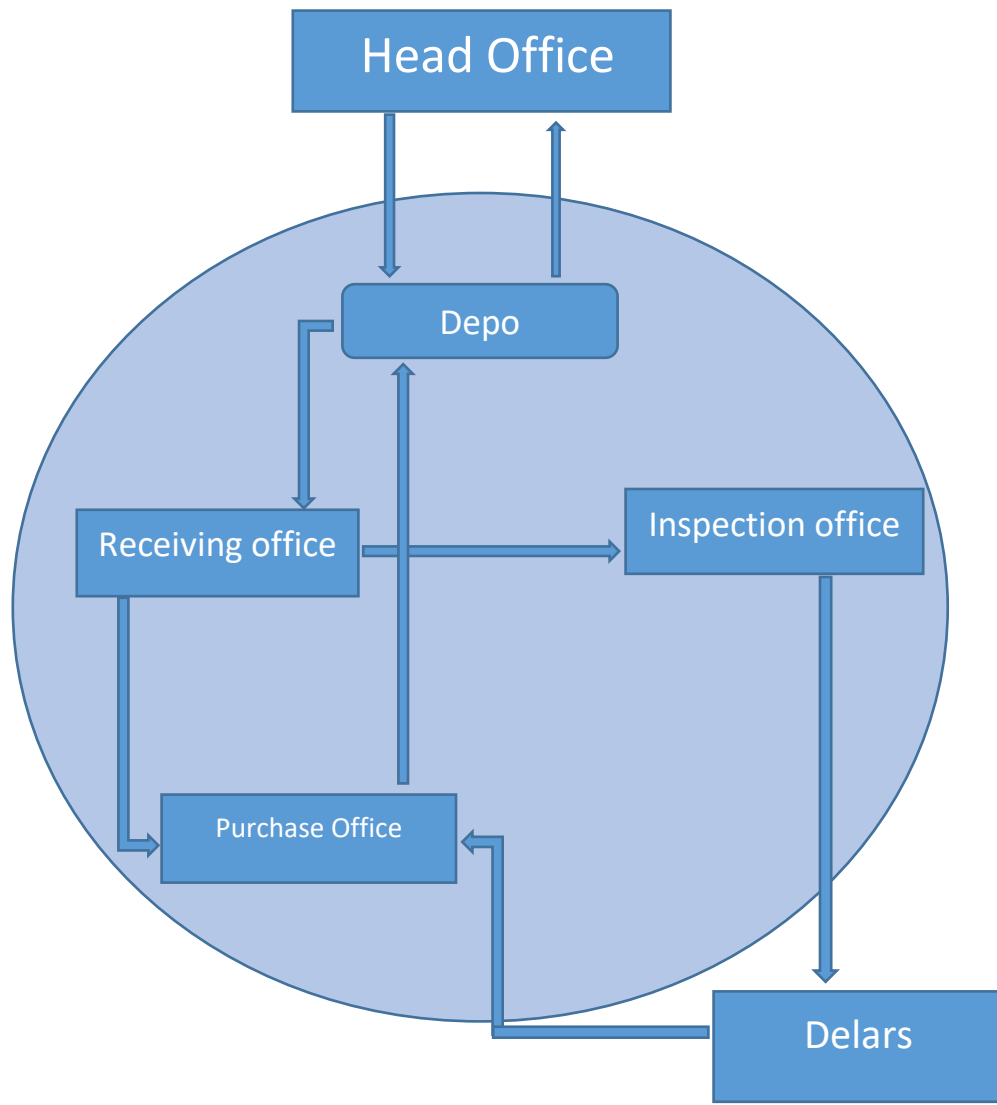 Head Office
Depo
Receiving office
Inspection office
Purchase Office
Delars